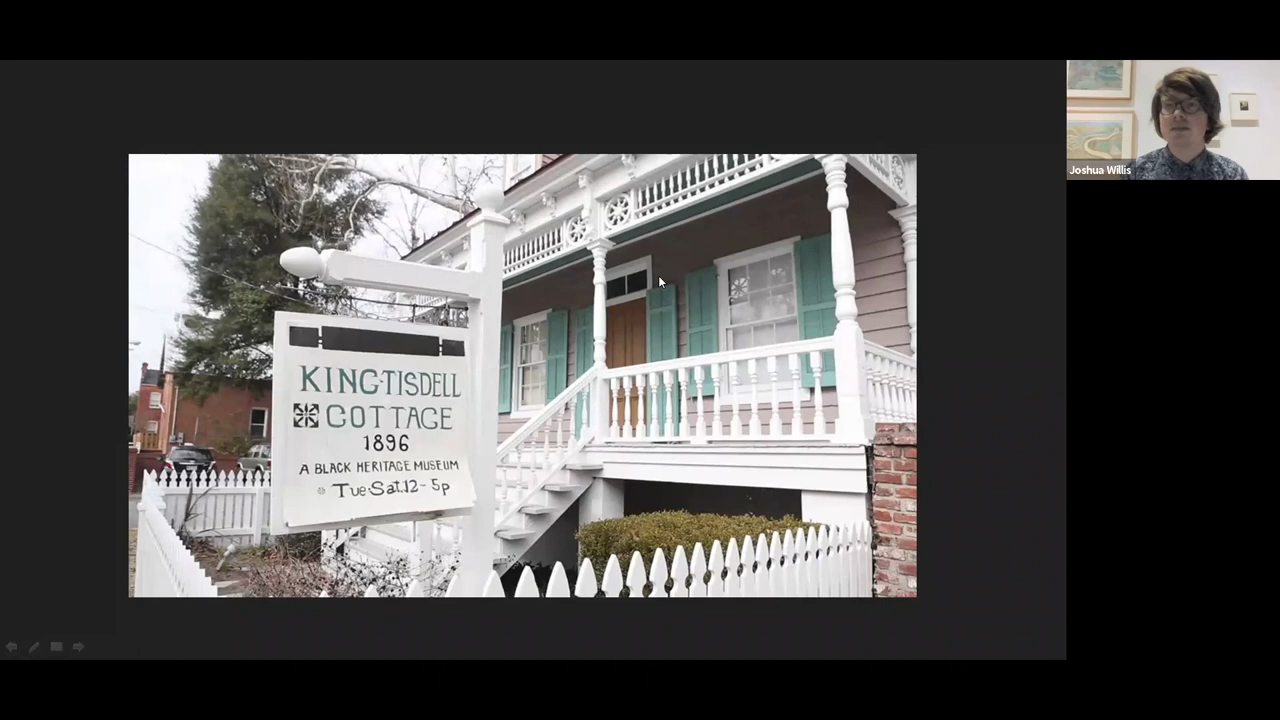 KING-TISDELL
COTTAGE
1896
A BLACK HERITAGE MUSEUM
Tue-Sat. 12-5p
Joshua Willis